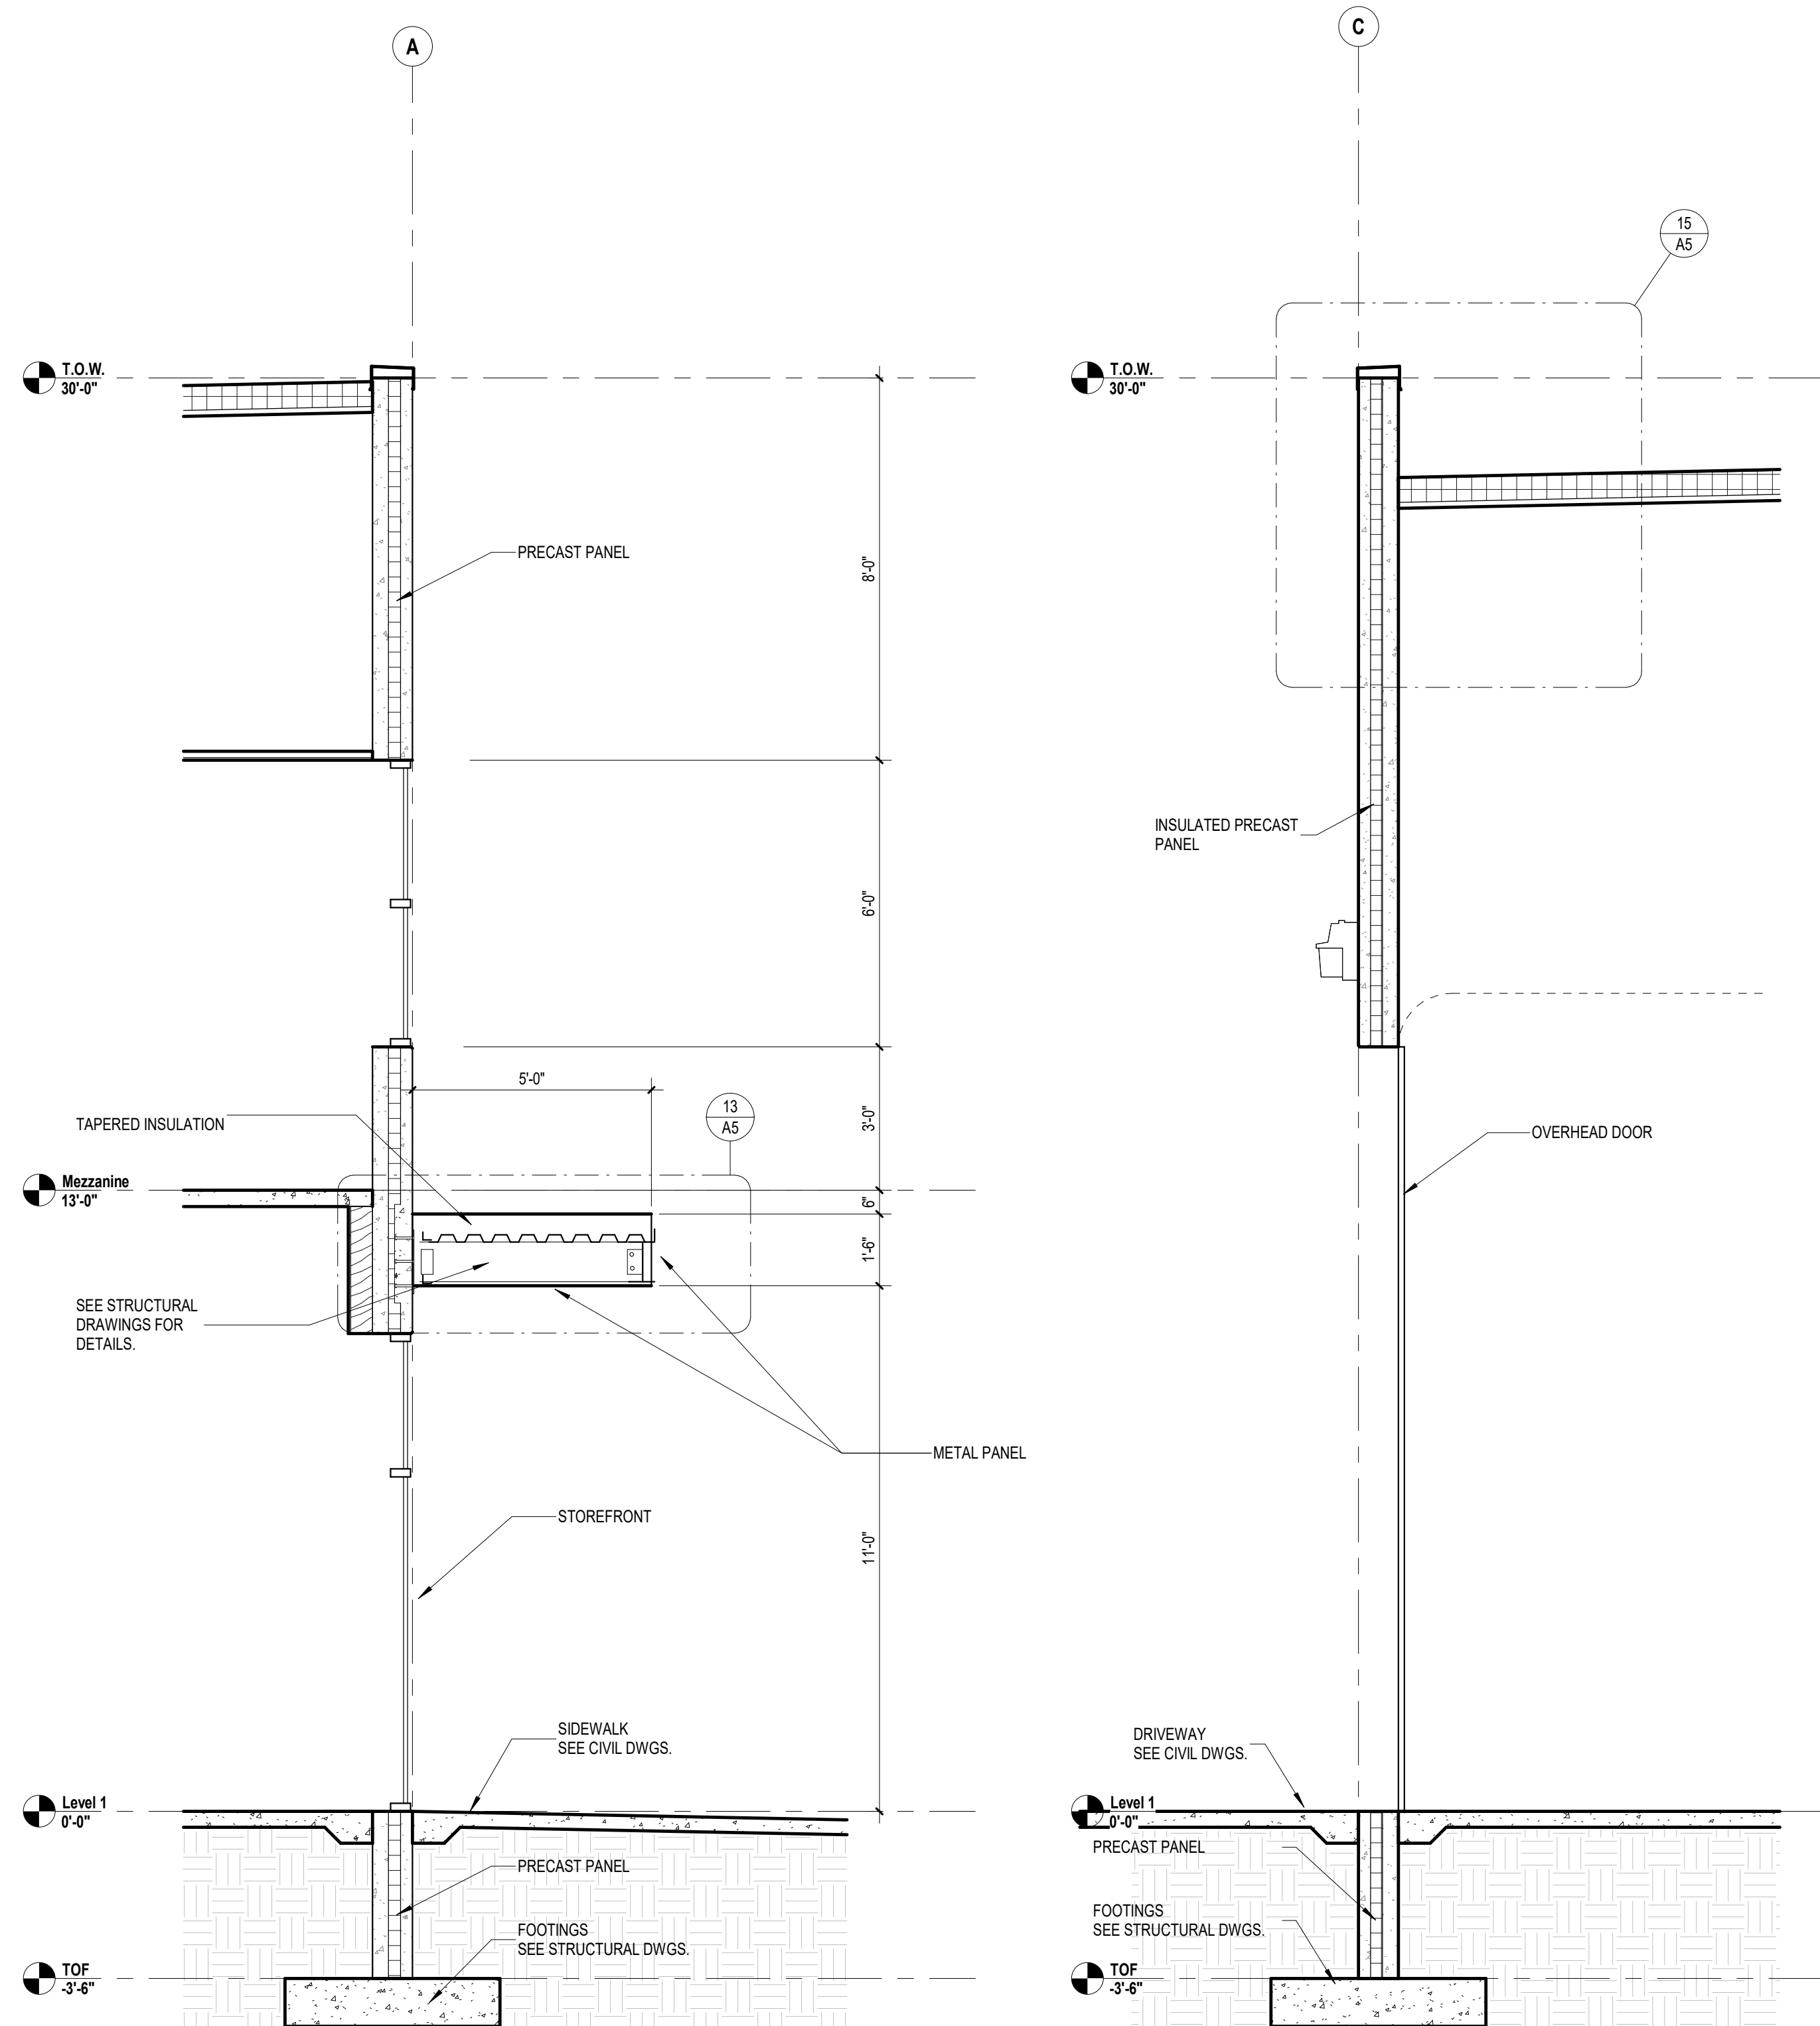 A
T.O.W.
30'-0"
PRECAST PANEL
8'-0"
6'-0"
5'-0"
13
A5
TAPERED INSULATION
3'-0"
Mezzanine
13'-0"
6"
1'-6"
SEE STRUCTURAL
DRAWINGS FOR
DETAILS.
METAL PANEL
STOREFRONT
11'-0"
SIDEWALK
SEE CIVIL DWGS.
Level 1
0'-0"
PRECAST PANEL
FOOTINGS
SEE STRUCTURAL DWGS.
TOF
-3'-6"
C
15
A5
T.O.W.
30'-0"
INSULATED PRECAST
PANEL
OVERHEAD DOOR
DRIVEWAY
SEE CIVIL DWGS.
Level 1
0'-0"
PRECAST PANEL
FOOTINGS
SEE STRUCTURAL DWGS.
TOF
-3'-6"